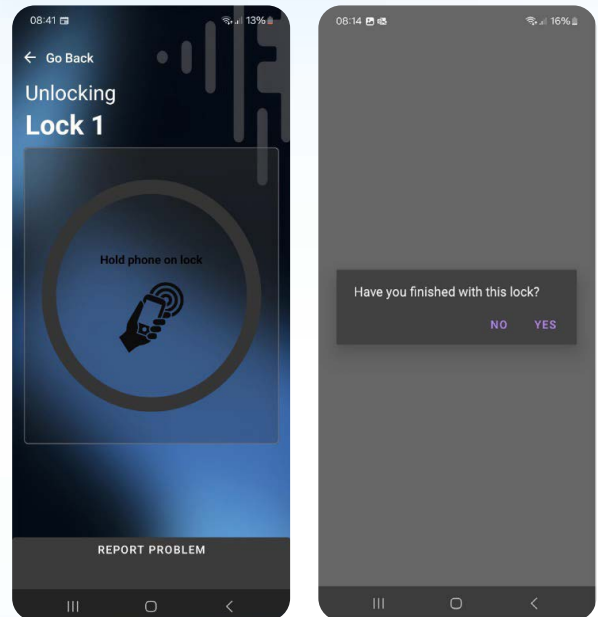 08:41 13%
← Go Back
Unlocking
Lock 1
Hold phone on lock
REPORT PROBLEM
08:14 16%
Have you finished with this lock?
NO YES